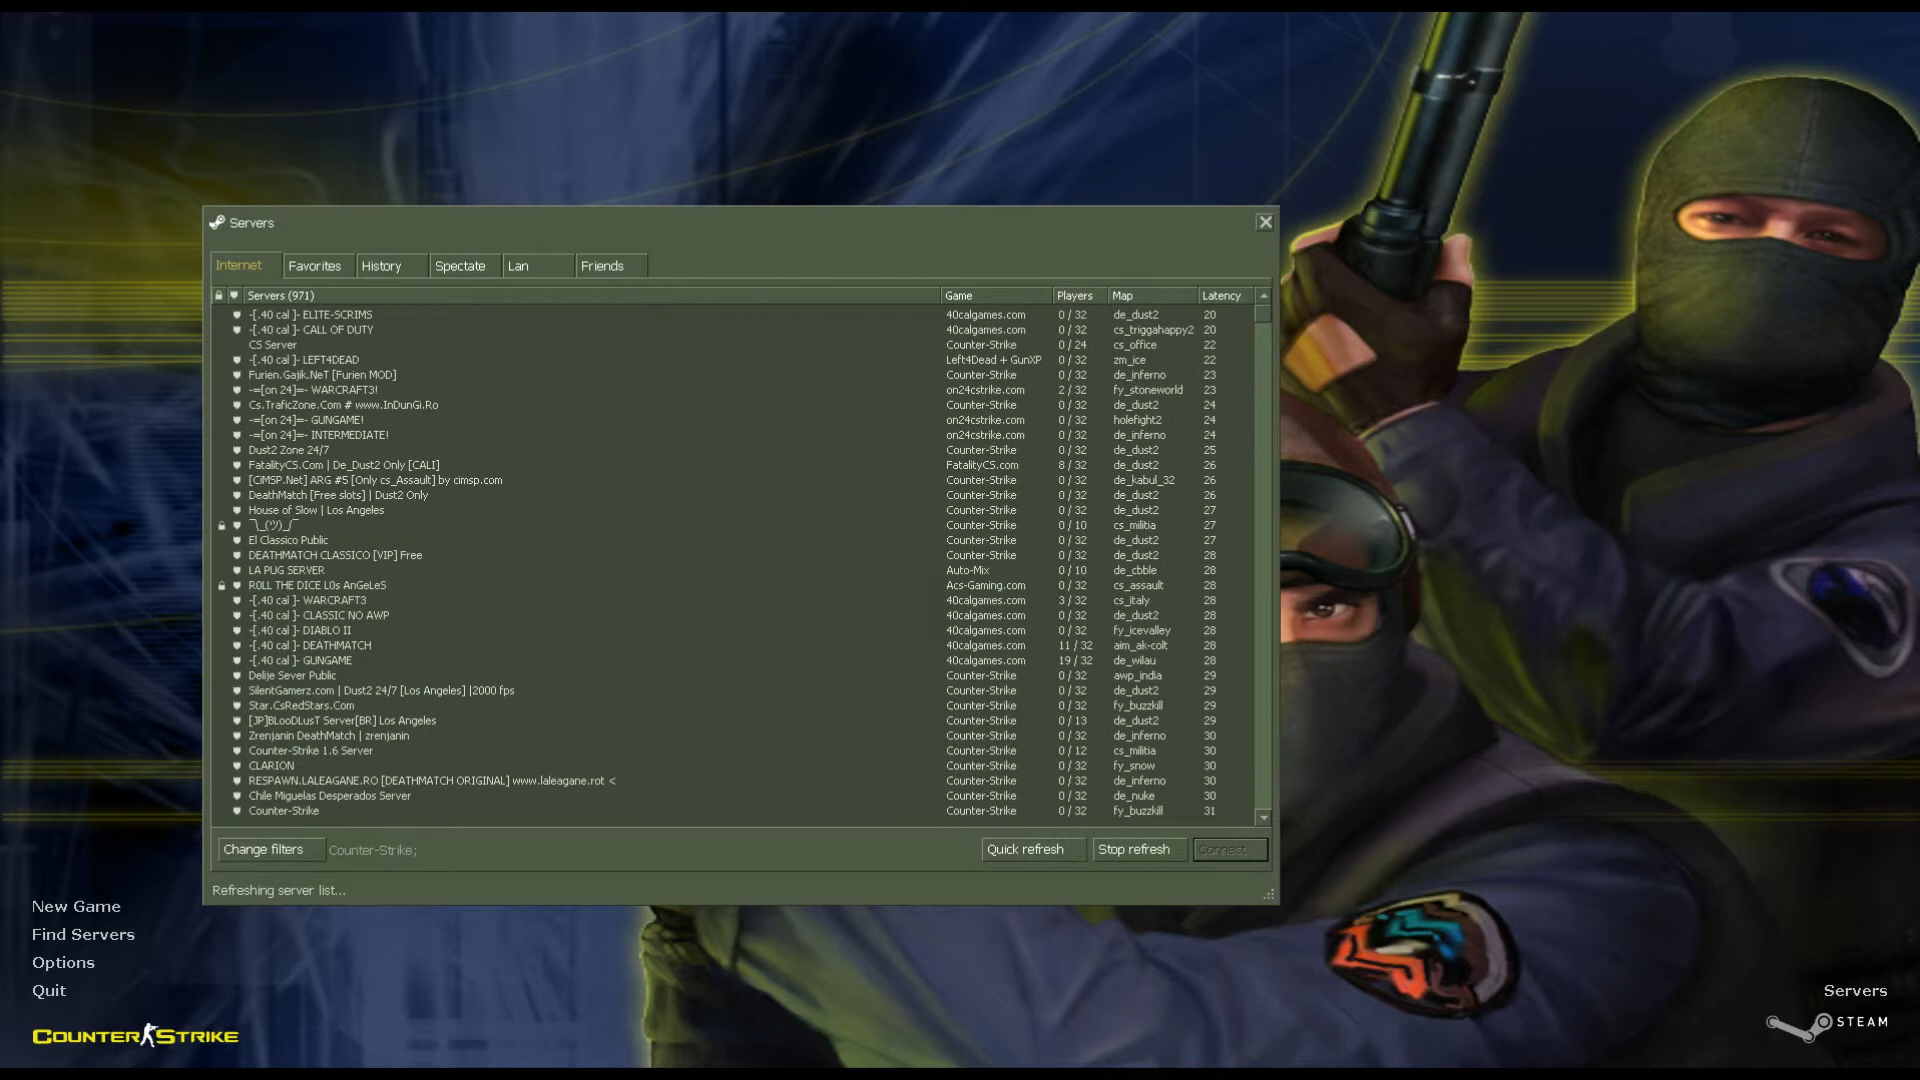 Servers
Internet Favorites History Spectate Lan Friends
Servers (971) Game Players Map Latency
-[.40 cal ]- ELITE-SCRIMS 40calgames.com 0 / 32 de_dust2 20
-[.40 cal ]- CALL OF DUTY 40calgames.com 0 / 32 cs_triggahappy2 20
CS Server Counter-Strike 0 / 24 cs_office 22
-[.40 cal ]- LEFT4DEAD Left4Dead + GunXP 0 / 32 zm_ice 22
Furien.Gajik.NeT [Furien MOD] Counter-Strike 0 / 32 de_inferno 23
-=[on 24]=- WARCRAFT3! on24cstrike.com 2 / 32 fy_stoneworld 23
Cs.TraficZone.Com # www.InDunGi.Ro Counter-Strike 0 / 32 de_dust2 24
-=[on 24]=- GUNGAME! on24cstrike.com 0 / 32 holefight2 24
-=[on 24]=- INTERMEDIATE! on24cstrike.com 0 / 32 de_inferno 24
Dust2 Zone 24/7 Counter-Strike 0 / 32 de_dust2 25
FatalityCS.Com | De_Dust2 Only [CALI] FatalityCS.com 8 / 32 de_dust2 26
[CiMSP.Net] ARG #5 [Only cs_Assault] by cimsp.com Counter-Strike 0 / 32 de_kabul_32 26
DeathMatch [Free slots] | Dust2 Only Counter-Strike 0 / 32 de_dust2 26
House of Slow | Los Angeles Counter-Strike 0 / 32 de_dust2 27
¯\_(ツ)_/¯ Counter-Strike 0 / 10 cs_militia 27
El Classico Public Counter-Strike 0 / 32 de_dust2 27
DEATHMATCH CLASSICO [VIP] Free Counter-Strike 0 / 32 de_dust2 28
LA PUG SERVER Auto-Mix 0 / 10 de_cbble 28
R0LL THE DICE L0s AnGeLeS Acs-Gaming.com 0 / 32 cs_assault 28
-[.40 cal ]- WARCRAFT3 40calgames.com 3 / 32 cs_italy 28
-[.40 cal ]- CLASSIC NO AWP 40calgames.com 0 / 32 de_dust2 28
-[.40 cal ]- DIABLO II 40calgames.com 0 / 32 fy_icevalley 28
-[.40 cal ]- DEATHMATCH 40calgames.com 11 / 32 aim_ak-colt 28
-[.40 cal ]- GUNGAME 40calgames.com 19 / 32 de_wilau 28
Delije Sever Public Counter-Strike 0 / 32 awp_india 29
SilentGamerz.com | Dust2 24/7 [Los Angeles] |2000 fps Counter-Strike 0 / 32 de_dust2 29
Star.CsRedStars.Com Counter-Strike 0 / 32 fy_buzzkill 29
[JP]BLooDLusT Server[BR] Los Angeles Counter-Strike 0 / 13 de_dust2 29
Zrenjanin DeathMatch | zrenjanin Counter-Strike 0 / 32 de_inferno 30
Counter-Strike 1.6 Server Counter-Strike 0 / 12 cs_militia 30
CLARION Counter-Strike 0 / 32 fy_snow 30
RESPAWN.LALEAGANE.RO [DEATHMATCH ORIGINAL] www.laleagane.rot < Counter-Strike 0 / 32 de_inferno 30
Chile Miguelas Desperados Server Counter-Strike 0 / 32 de_nuke 30
Counter-Strike Counter-Strike 0 / 32 fy_buzzkill 31
Change filters Counter-Strike; Quick refresh Stop refresh Connect
Refreshing server list...
New Game
Find Servers
Options
Quit
COUNTER STRIKE
Servers
STEAM